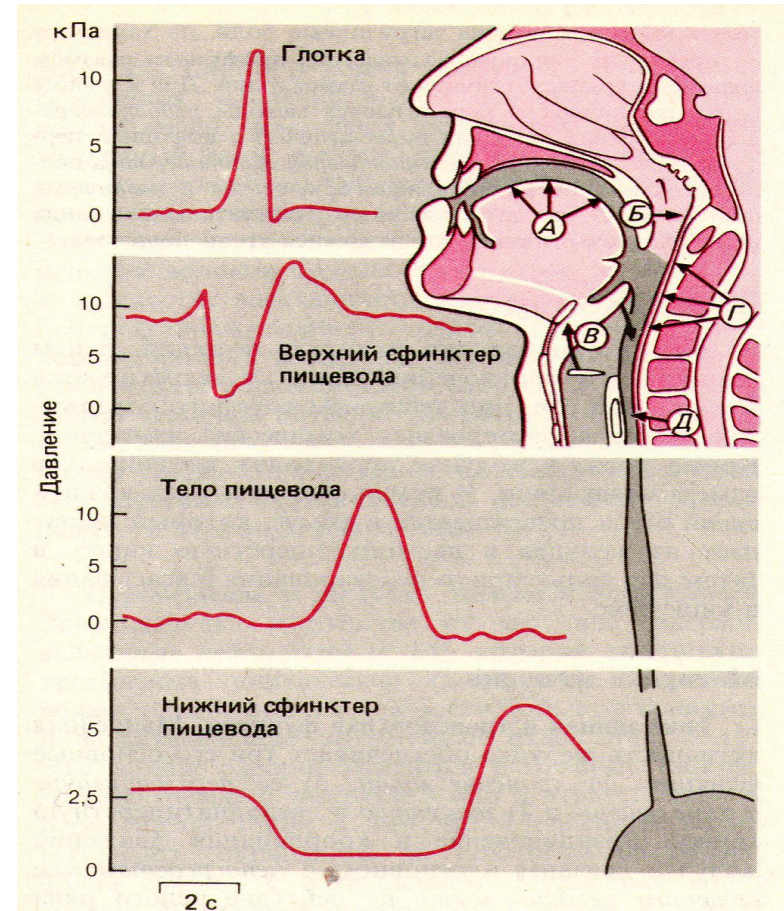 кПа
Глотка
10
5
0
А
Б
В
Г
Д
10
5
0
Верхний сфинктер
пищевода
Давление
Тело пищевода
10
5
0
Нижний сфинктер
пищевода
5
2,5
0
2 с